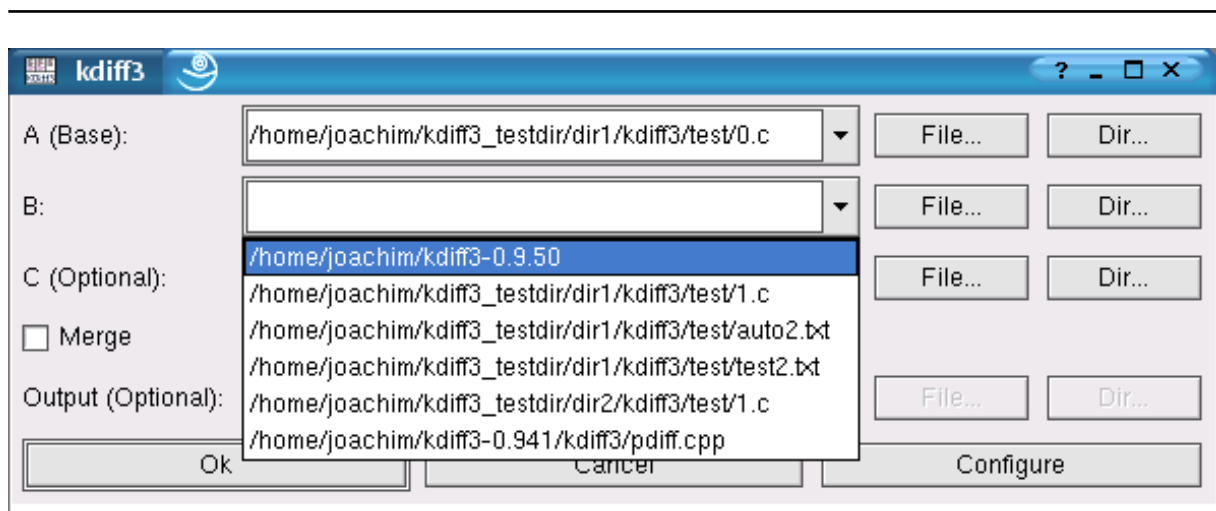 kdiff3
A (Base): /home/joachim/kdiff3_testdir/dir1/kdiff3/test/0.c File... Dir...
B: File... Dir...
/home/joachim/kdiff3-0.9.50
C (Optional): File... Dir...
/home/joachim/kdiff3_testdir/dir1/kdiff3/test/1.c
Merge
/home/joachim/kdiff3_testdir/dir1/kdiff3/test/auto2.txt
/home/joachim/kdiff3_testdir/dir1/kdiff3/test/test2.txt
Output (Optional): File... Dir...
/home/joachim/kdiff3_testdir/dir2/kdiff3/test/1.c
/home/joachim/kdiff3-0.941/kdiff3/pdiff.cpp
Ok Cancel Configure